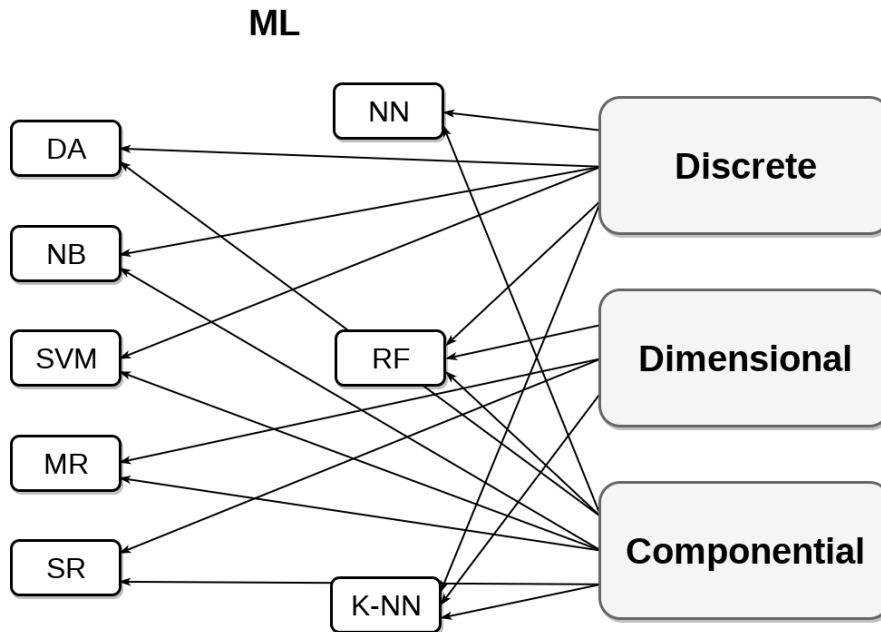 ML
NN
DA
Discrete
NB
SVM
RF
Dimensional
MR
SR
Componential
K-NN